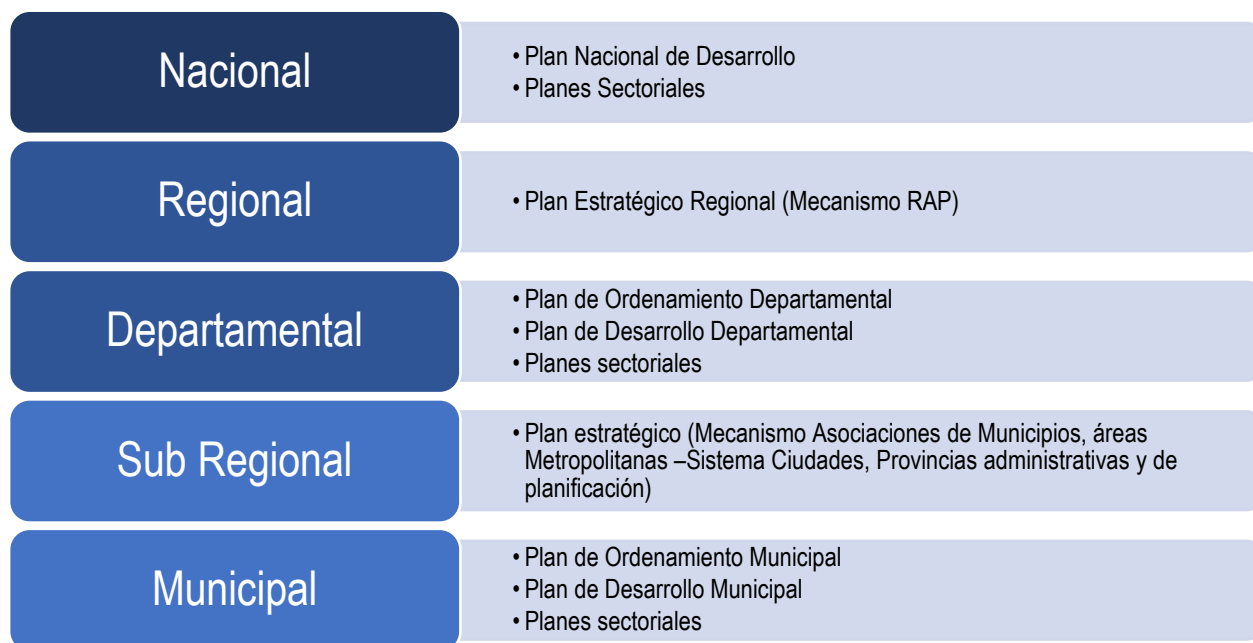 Nacional
• Plan Nacional de Desarrollo
• Planes Sectoriales
Regional
• Plan Estratégico Regional (Mecanismo RAP)
Departamental
• Plan de Ordenamiento Departamental
• Plan de Desarrollo Departamental
• Planes sectoriales
Sub Regional
• Plan estratégico (Mecanismo Asociaciones de Municipios, áreas
Metropolitanas –Sistema Ciudades, Provincias administrativas y de
planificación)
Municipal
• Plan de Ordenamiento Municipal
• Plan de Desarrollo Municipal
• Planes sectoriales